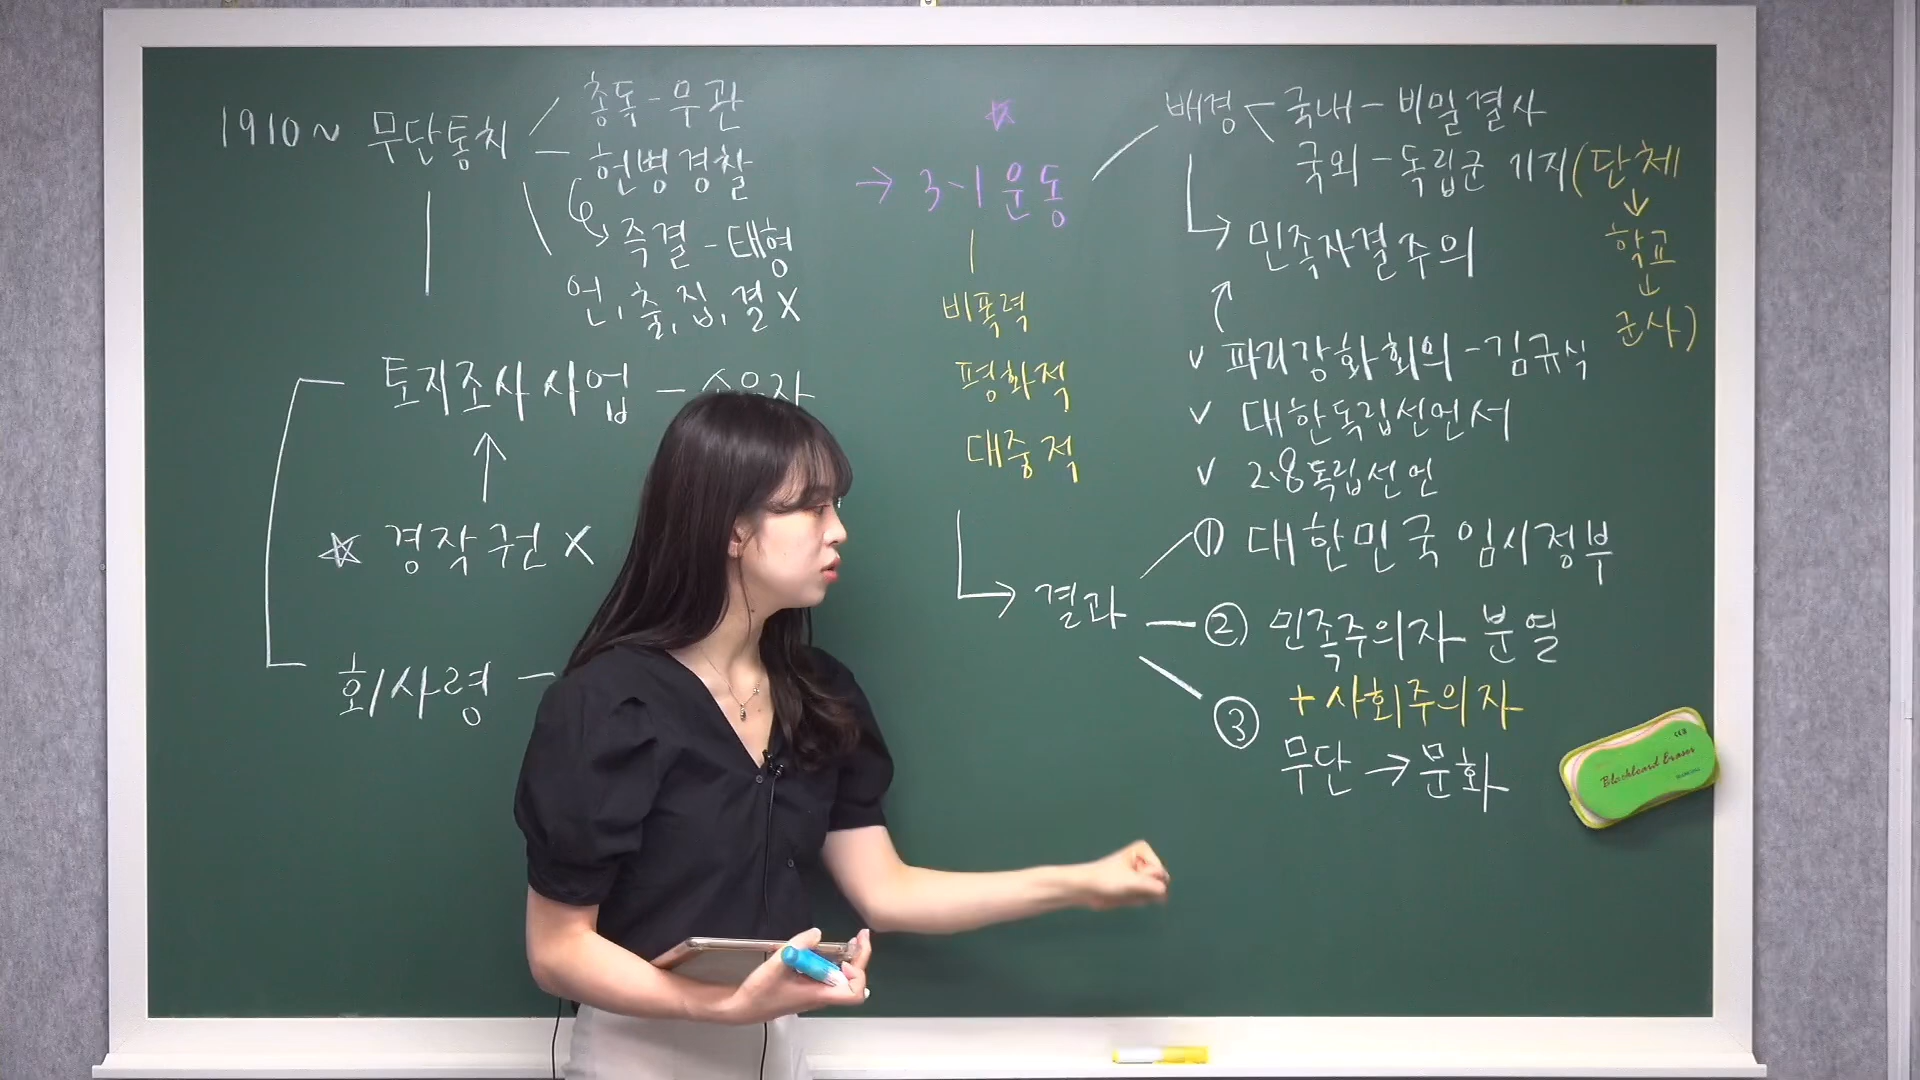 1910~ 무단통치
총독-무관
헌병경찰
즉결-태형
언, 출, 집, 결 X
토지조사사업 - 소유자
경작권 X
회사령 -
→ 3·1운동
비폭력
평화적
대중적
→ 결과
배경
국내 - 비밀결사
국외 - 독립군 기지(단체
↓
학교
↓
군사)
→ 민족자결주의
v 파리강화회의 - 김규식
v 대한독립선언서
v 2.8독립선언
① 대한민국 임시정부
② 민족주의자 분열
+ 사회주의자
③ 무단 → 문화
Blackboard Eraser